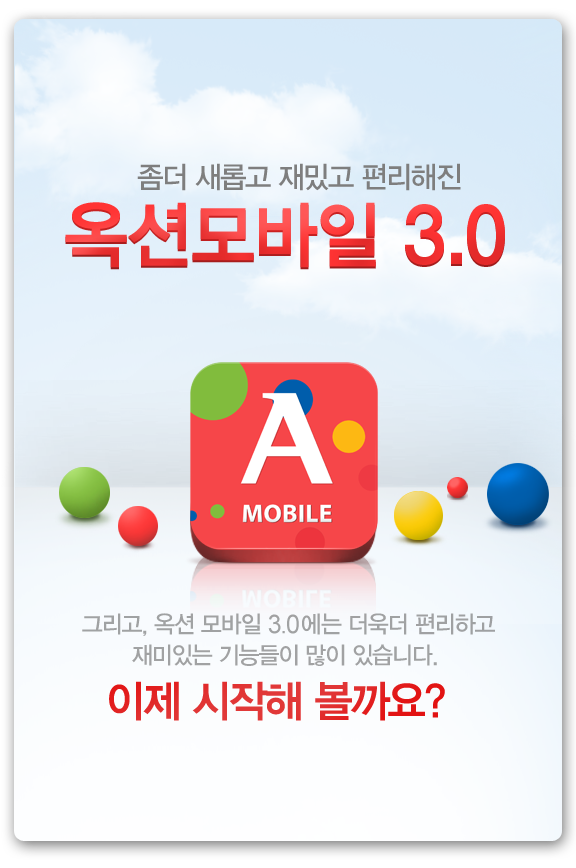 좀더 새롭고 재밌고 편리해진
옥션모바일 3.0
A
MOBILE
그리고, 옥션 모바일 3.0에는 더욱더 편리하고
재미있는 기능들이 많이 있습니다.
이제 시작해 볼까요?